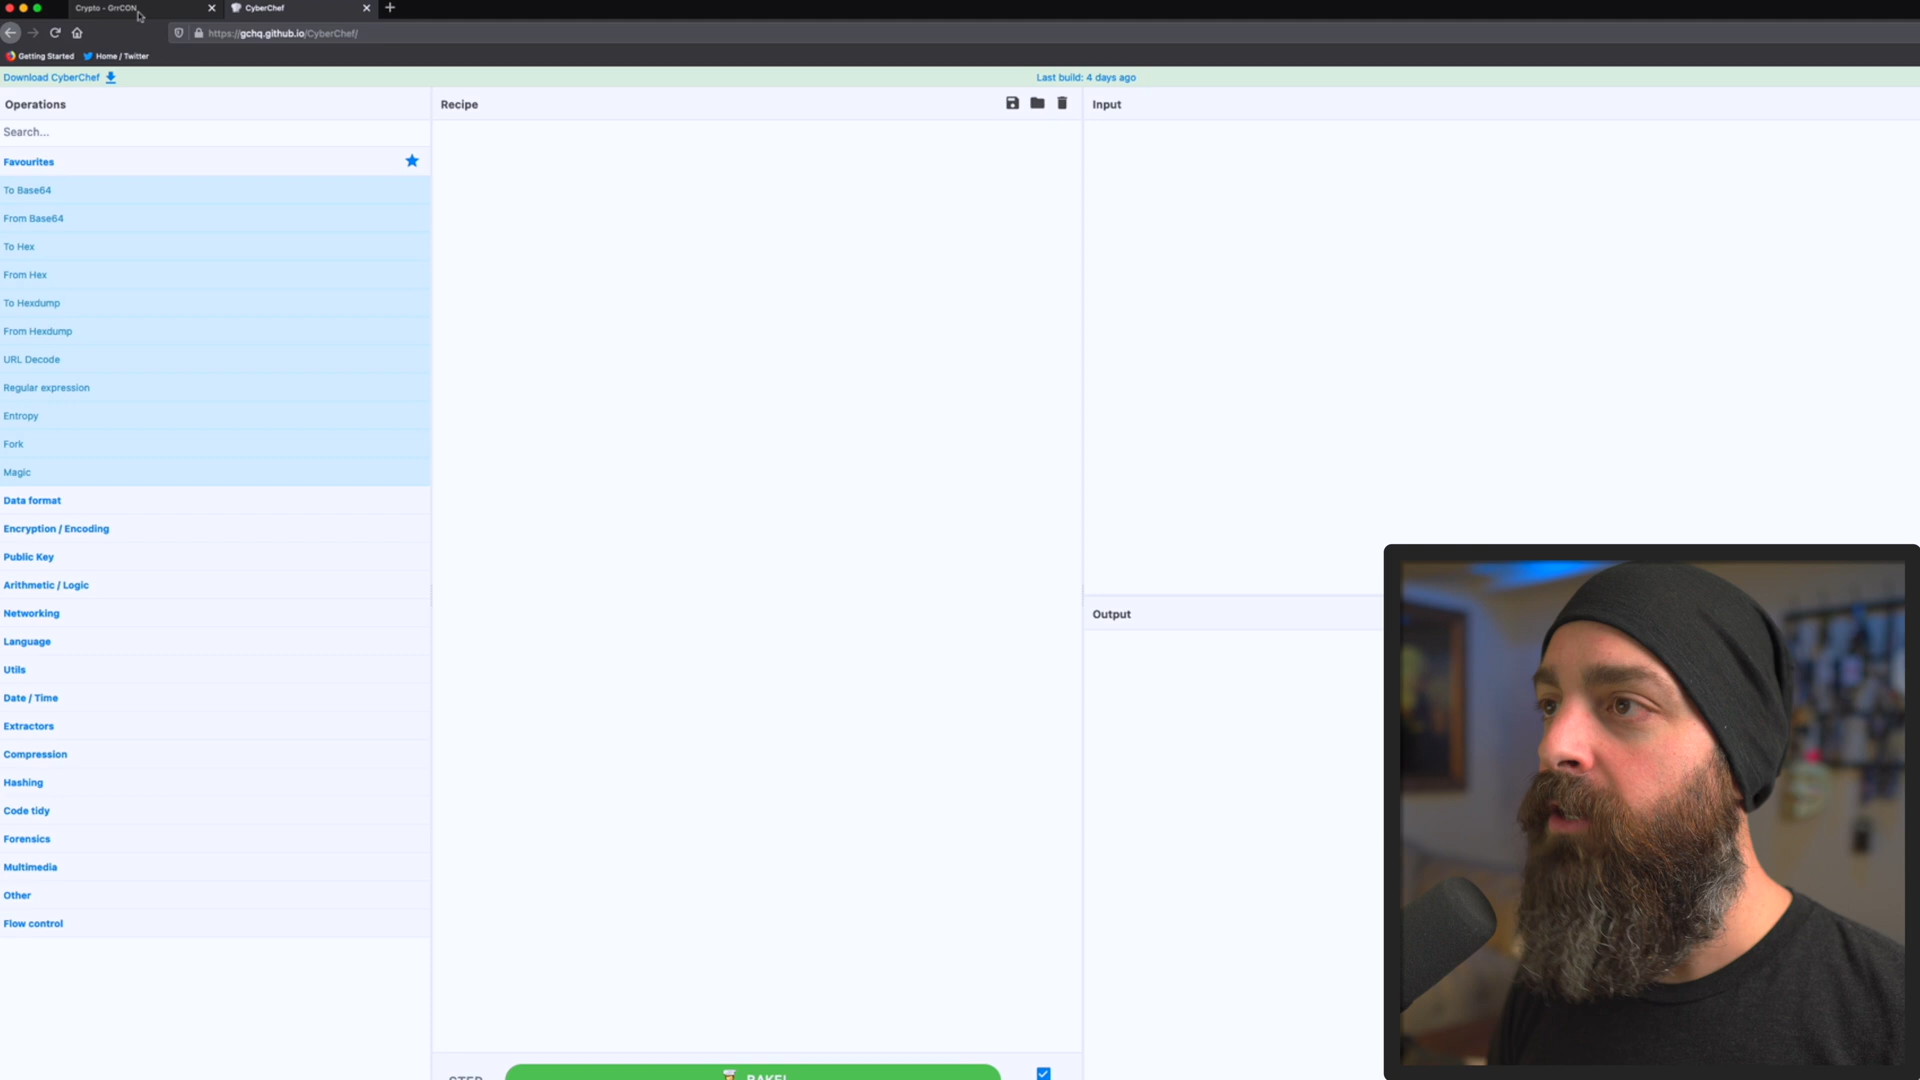 Crypto - GrrCON
CyberChef
https://gchq.github.io/CyberChef/
Getting Started
Home / Twitter
Download CyberChef
Last build: 4 days ago
Operations
Recipe
Input
Search...
Favourites
To Base64
From Base64
To Hex
From Hex
To Hexdump
From Hexdump
URL Decode
Regular expression
Entropy
Fork
Magic
Data format
Encryption / Encoding
Public Key
Arithmetic / Logic
Networking
Language
Utils
Date / Time
Extractors
Compression
Hashing
Code tidy
Forensics
Multimedia
Other
Flow control
Output
STEP
BAKE!